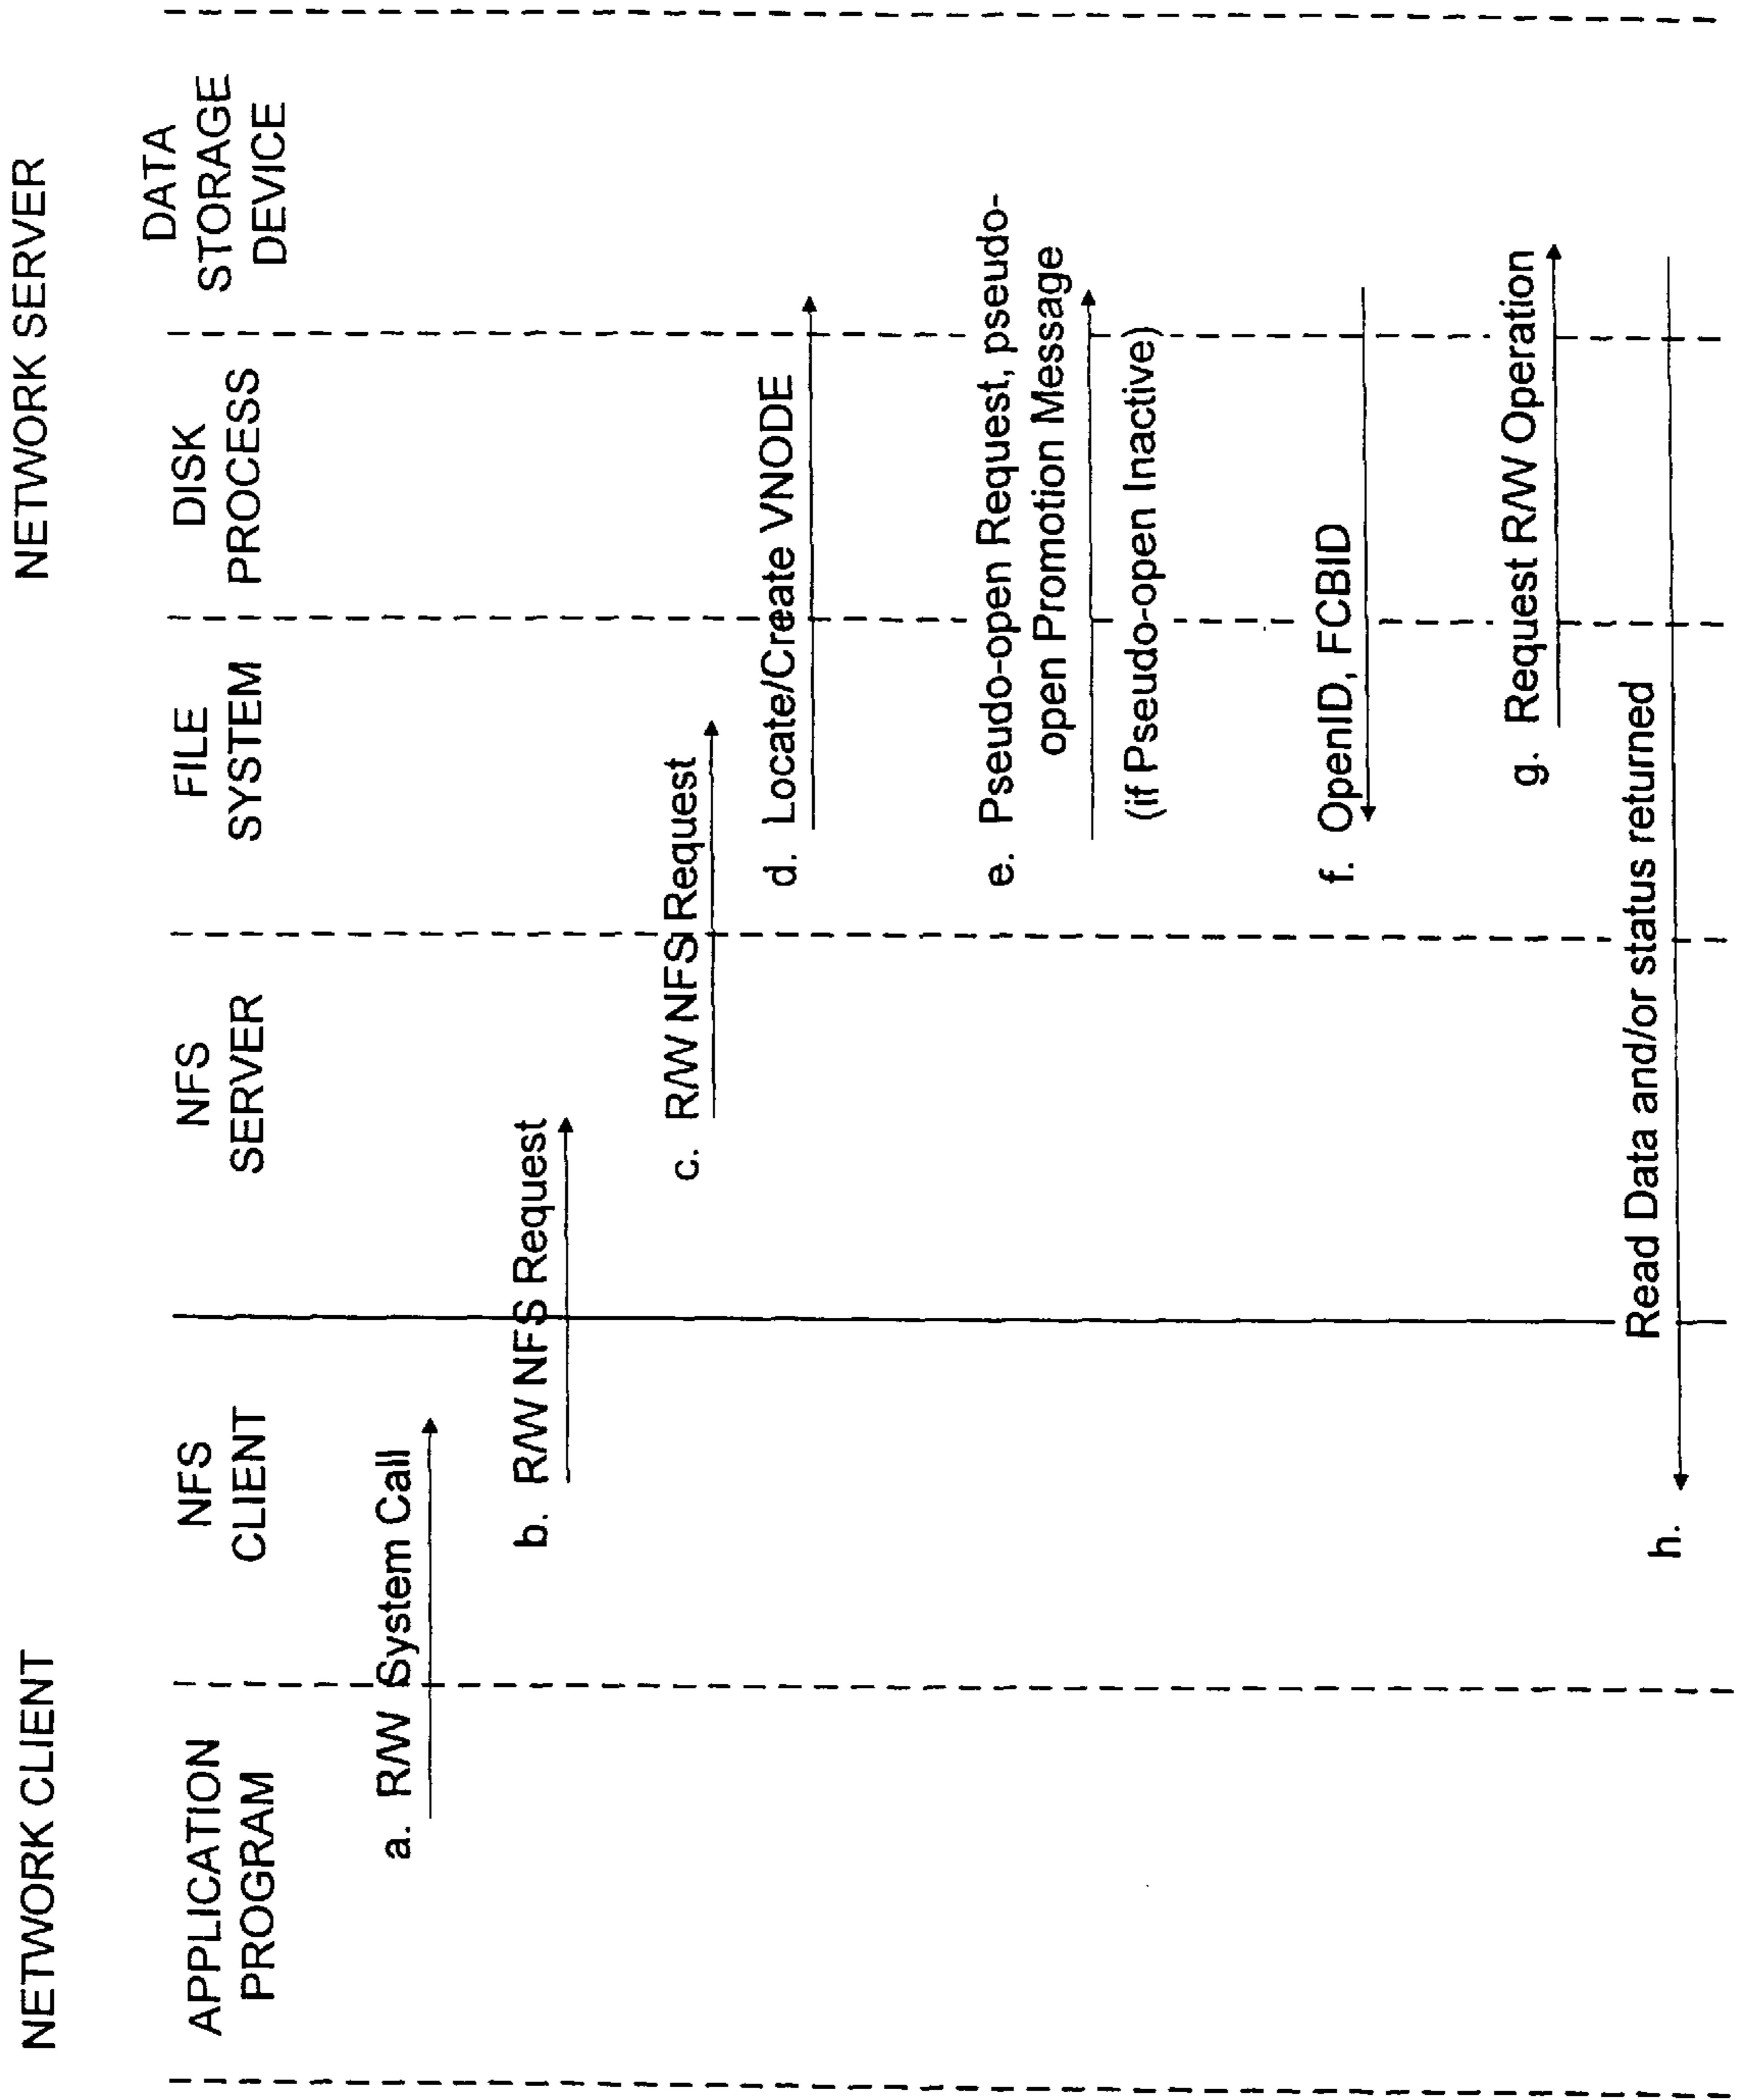 NETWORK CLIENT
NETWORK SERVER
APPLICATION
PROGRAM
NFS
CLIENT
NFS
SERVER
FILE
SYSTEM
DISK
PROCESS
DATA
STORAGE
DEVICE
a. R/W System Call
b. R/W NFS Request
c. R/W NFS Request
d. Locate/Create VNODE
e. Pseudo-open Request, pseudo-
open Promotion Message
(if Pseudo-open Inactive)
f. OpenID, FCBID
g. Request R/W Operation
Read Data and/or status returned
h.